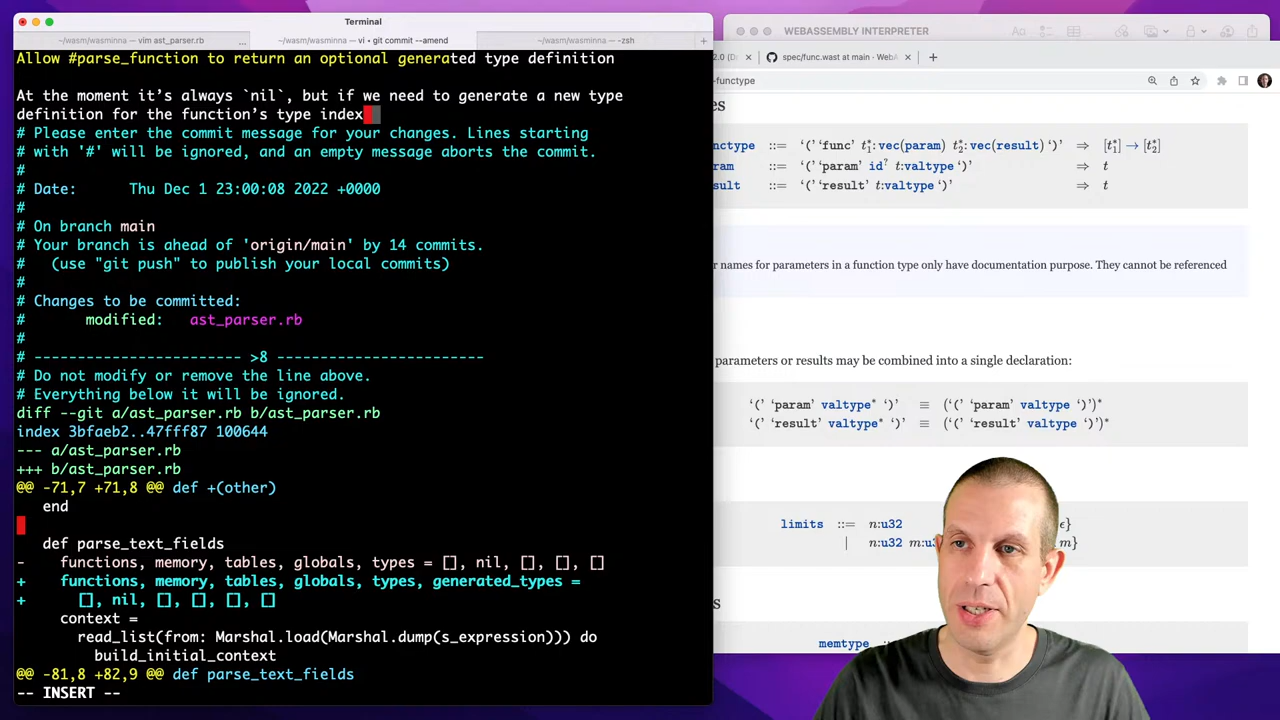 Terminal
~/wasm/wasminna — vim ast_parser.rb
...
~/wasm/wasminna — vi • git commit --amend
~/wasm/wasminna — -zsh
+
Allow #parse_function to return an optional generated type definition
At the moment it’s always `nil`, but if we need to generate a new type
definition for the function’s type index
# Please enter the commit message for your changes. Lines starting
# with '#' will be ignored, and an empty message aborts the commit.
#
# Date:      Thu Dec 1 23:00:08 2022 +0000
#
# On branch main
# Your branch is ahead of 'origin/main' by 14 commits.
#   (use "git push" to publish your local commits)
#
# Changes to be committed:
#       modified:   ast_parser.rb
#
# ------------------------ >8 ------------------------
# Do not modify or remove the line above.
# Everything below it will be ignored.
diff --git a/ast_parser.rb b/ast_parser.rb
index 3bfaeb2..47fff87 100644
--- a/ast_parser.rb
+++ b/ast_parser.rb
@@ -71,7 +71,8 @@ def +(other)
end
def parse_text_fields
-    functions, memory, tables, globals, types = [], nil, [], [], []
+    functions, memory, tables, globals, types, generated_types =
+      [], nil, [], [], [], []
context =
read_list(from: Marshal.load(Marshal.dump(s_expression))) do
build_initial_context
@@ -81,8 +82,9 @@ def parse_text_fields
-- INSERT --
WEBASSEMBLY INTERPRETER
Aa
2.0 (Dr
spec/func.wast at main · WebA
+
-functype
es
nctype ::= ‘(’ ‘func’ t₁*: vec(param) t₂*: vec(result) ‘)’ ⇒ [t₁*] → [t₂*]
ram ::= ‘(’ ‘param’ id? t:valtype ‘)’ ⇒ t
sult ::= ‘(’ ‘result’ t:valtype ‘)’ ⇒ t
r names for parameters in a function type only have documentation purpose. They cannot be referenced
parameters or results may be combined into a single declaration:
‘(’ ‘param’ valtype* ‘)’ ≡ (‘(’ ‘param’ valtype ‘)’)*
‘(’ ‘result’ valtype* ‘)’ ≡ (‘(’ ‘result’ valtype ‘)’)*
limits ::= n:u32 ϵ}
| n:u32 m:u3 m}
s
memtype